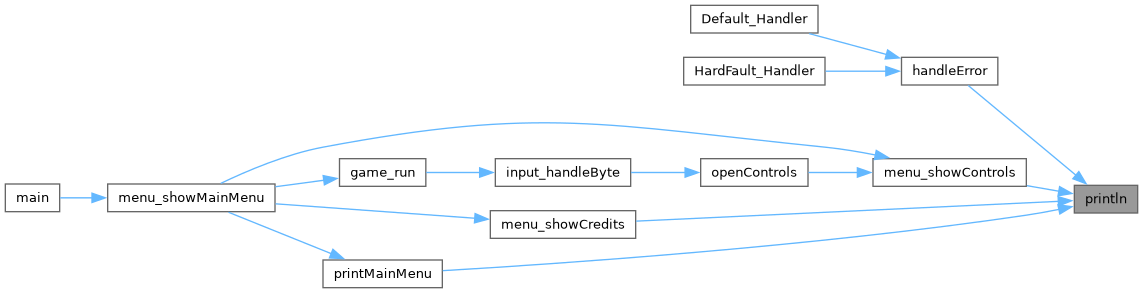 Default_Handler
HardFault_Handler
handleError
game_run
input_handleByte
openControls
menu_showControls
main
menu_showMainMenu
println
menu_showCredits
printMainMenu